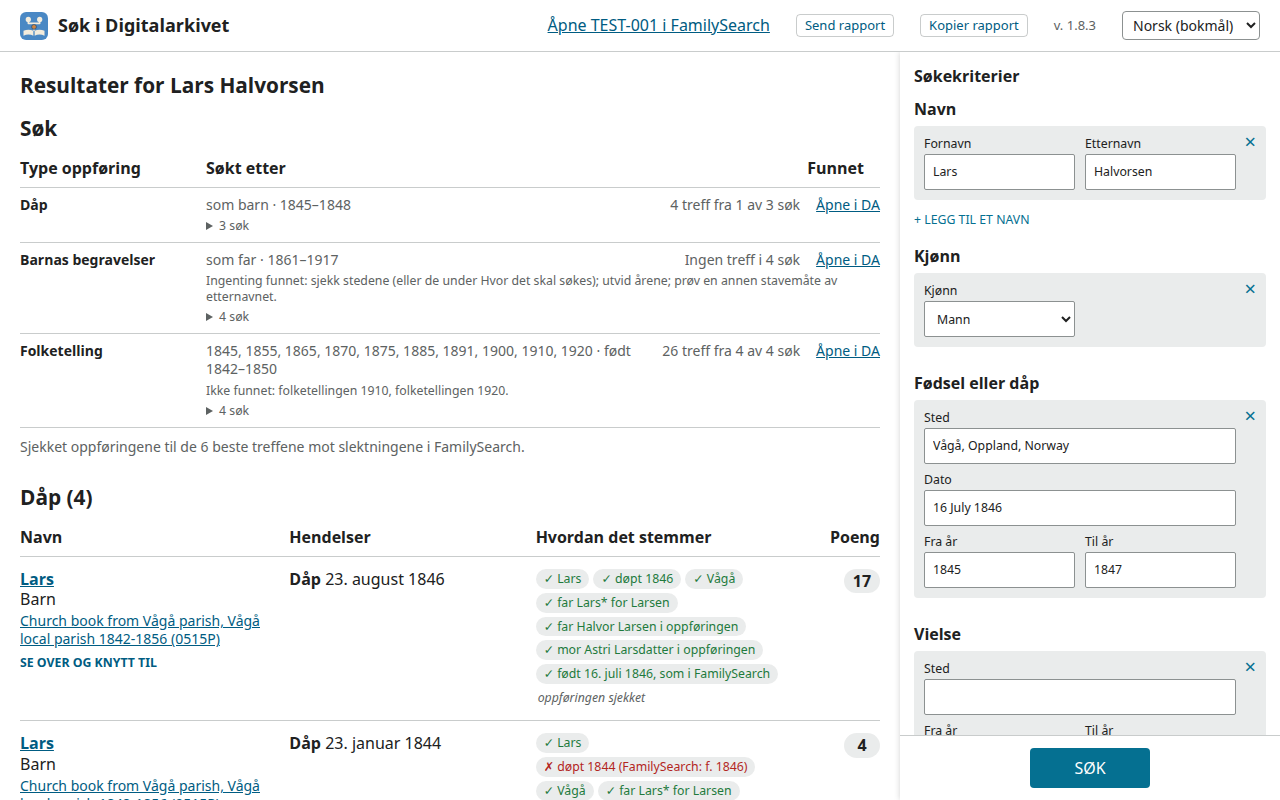 Søk i Digitalarkivet
Åpne TEST-001 i FamilySearch
Send rapport
Kopier rapport
v. 1.8.3
Norsk (bokmål)
Resultater for Lars Halvorsen
Søk
Type oppføring Søkt etter Funnet
Dåp som barn · 1845–1848 4 treff fra 1 av 3 søk Åpne i DA
▶ 3 søk
Barnas begravelser som far · 1861–1917 Ingen treff i 4 søk Åpne i DA
Ingenting funnet: sjekk stedene (eller de under Hvor det skal søkes); utvid årene; prøv en annen stavemåte av
etternavnet.
▶ 4 søk
Folketelling 1845, 1855, 1865, 1870, 1875, 1885, 1891, 1900, 1910, 1920 · født 26 treff fra 4 av 4 søk Åpne i DA
1842–1850
Ikke funnet: folketellingen 1910, folketellingen 1920.
▶ 4 søk
Sjekket oppføringene til de 6 beste treffene mot slektningene i FamilySearch.
Dåp (4)
Navn Hendelser Hvordan det stemmer Poeng
Lars Dåp 23. august 1846 ✓ Lars ✓ døpt 1846 ✓ Vågå 17
Barn
✓ far Lars* for Larsen
Church book from Vågå parish, Vågå
local parish 1842-1856 (0515P)
✓ far Halvor Larsen i oppføringen
✓ mor Astri Larsdatter i oppføringen
SE OVER OG KNYTT TIL
✓ født 16. juli 1846, som i FamilySearch
oppføringen sjekket
Lars Dåp 23. januar 1844 ✓ Lars 4
Barn
✗ døpt 1844 (FamilySearch: f. 1846)
Church book from Vågå parish, Vågå
✓ Vågå ✓ far Lars* for Larsen
Søkekriterier
Navn
Fornavn Etternavn ✕
Lars Halvorsen
+ LEGG TIL ET NAVN
Kjønn
Kjønn ✕
Mann
Fødsel eller dåp
Sted ✕
Vågå, Oppland, Norway
Dato
16 July 1846
Fra år Til år
1845 1847
Vielse
Sted ✕
Fra år Til år
SØK